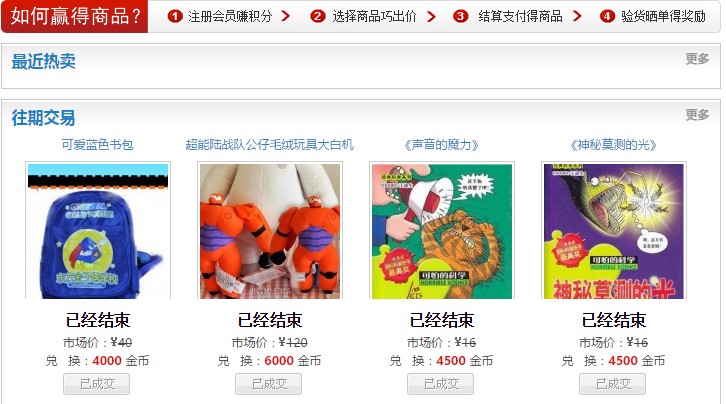 如何赢得商品?
1 注册会员赚积分
2 选择商品巧出价
3 结算支付得商品
4 验货晒单得奖励
最近热卖
更多
往期交易
更多
可爱蓝色书包
超能陆战队公仔毛绒玩具大白机
《声音的魔力》
《神秘莫测的光》
可怕的科学
HORRIBLE SCIENCE
可怕的科学
HORRIBLE SCIENCE
神秘莫测的光
已经结束
已经结束
已经结束
已经结束
市场价：¥40
市场价：¥120
市场价：¥16
市场价：¥16
兑 换：4000 金币
兑 换：6000 金币
兑 换：4500 金币
兑 换：4500 金币
已成交
已成交
已成交
已成交